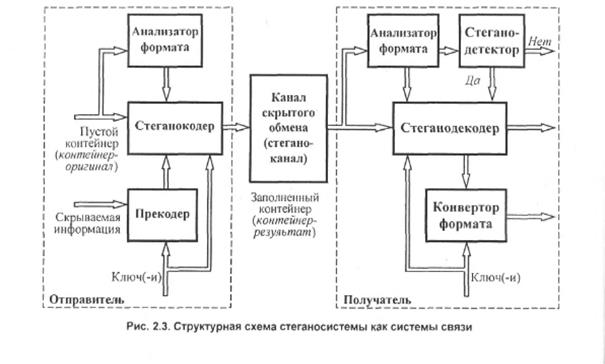 Анализатор
формата
Анализатор
формата
Стегано-
детектор
Нет
Да
Канал
скрытого
обмена
(стегано-
канал)
Стеганокодер
Стеганодекодер
Пустой
контейнер
(контейнер-
оригинал)
Заполненный
контейнер
(контейнер-
результат)
Скрываемая
информация
Прекодер
Конвертор
формата
Ключ(-и)
Ключ(-и)
Отправитель
Получатель
Рис. 2.3. Структурная схема стеганосистемы как системы связи